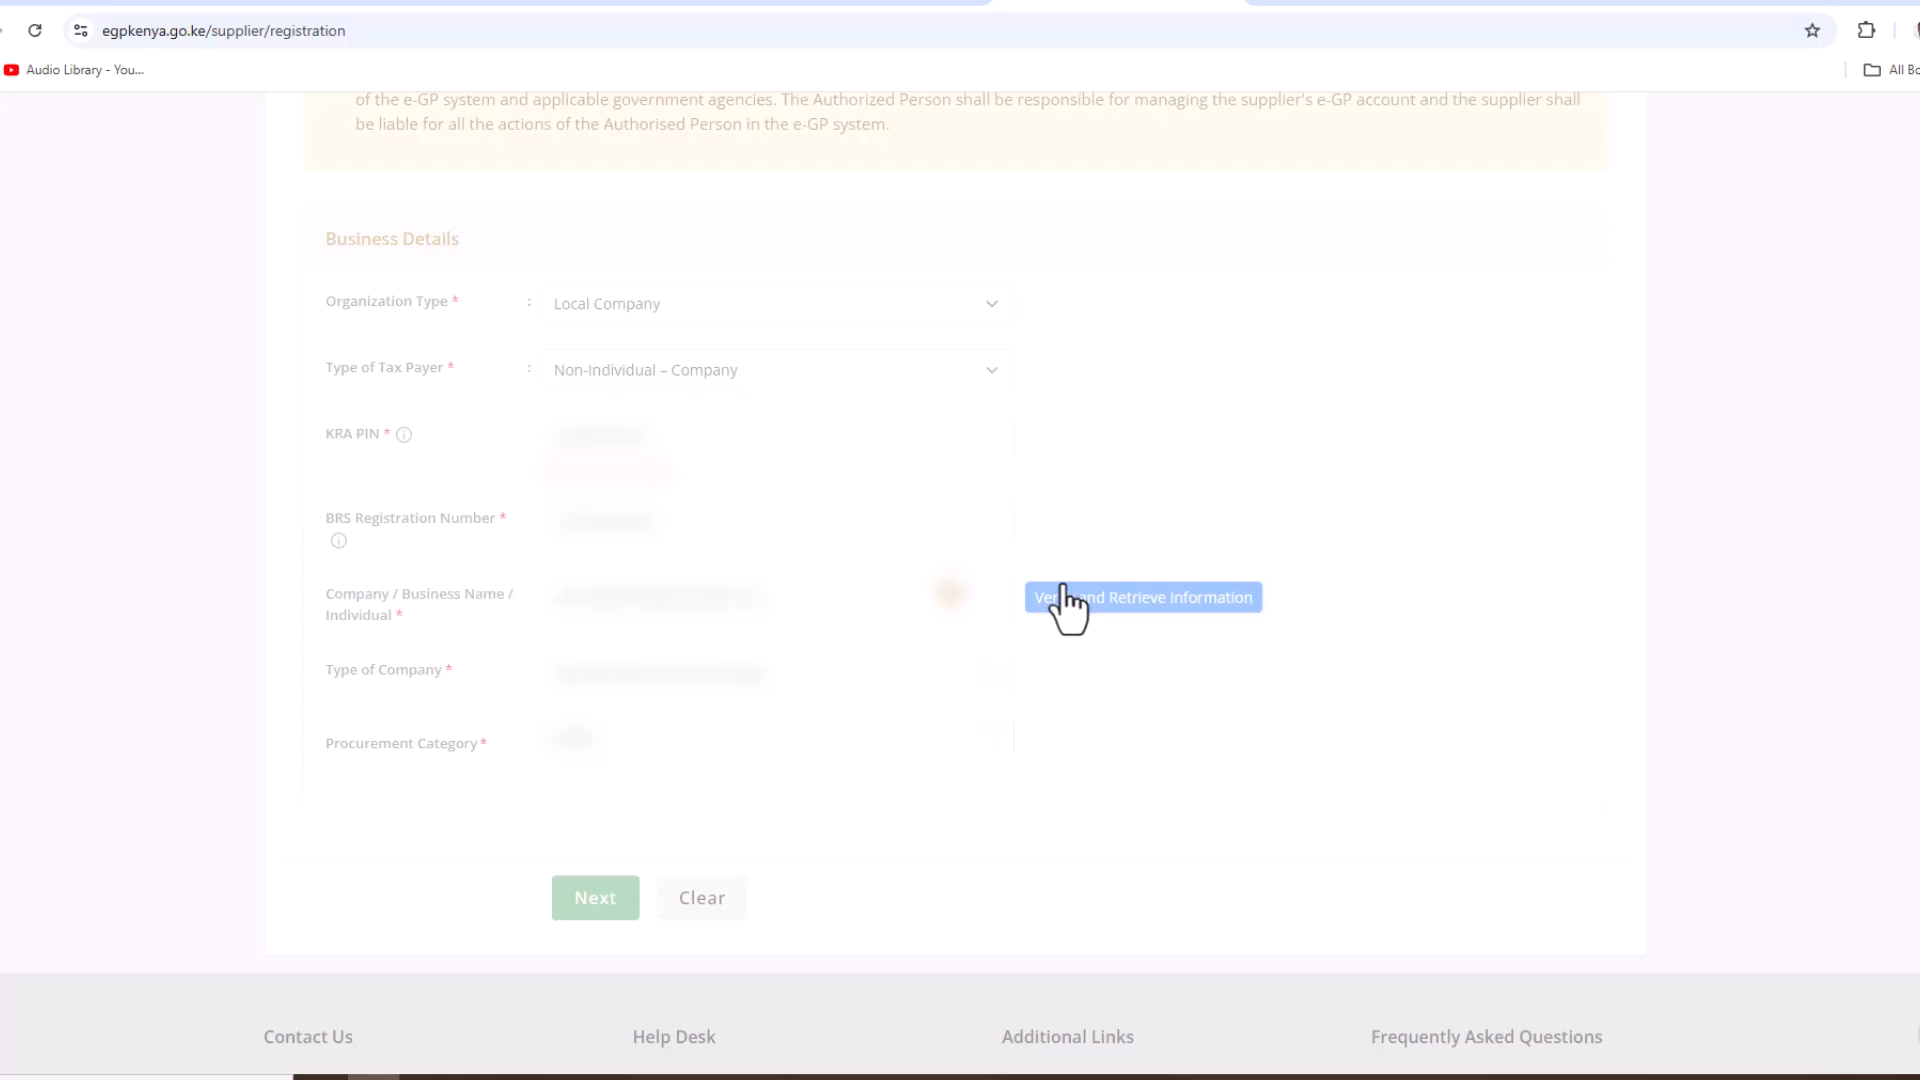 egpkenya.go.ke/supplier/registration
Audio Library - You...
All Bo
of the e-GP system and applicable government agencies. The Authorized Person shall be responsible for managing the supplier's e-GP account and the supplier shall
be liable for all the actions of the Authorised Person in the e-GP system.
Business Details
Organization Type * : Local Company
Type of Tax Payer * : Non-Individual – Company
KRA PIN *
BRS Registration Number *
Company / Business Name /
Individual *
and Retrieve Information
Type of Company *
Procurement Category *
Next Clear
Contact Us Help Desk Additional Links Frequently Asked Questions